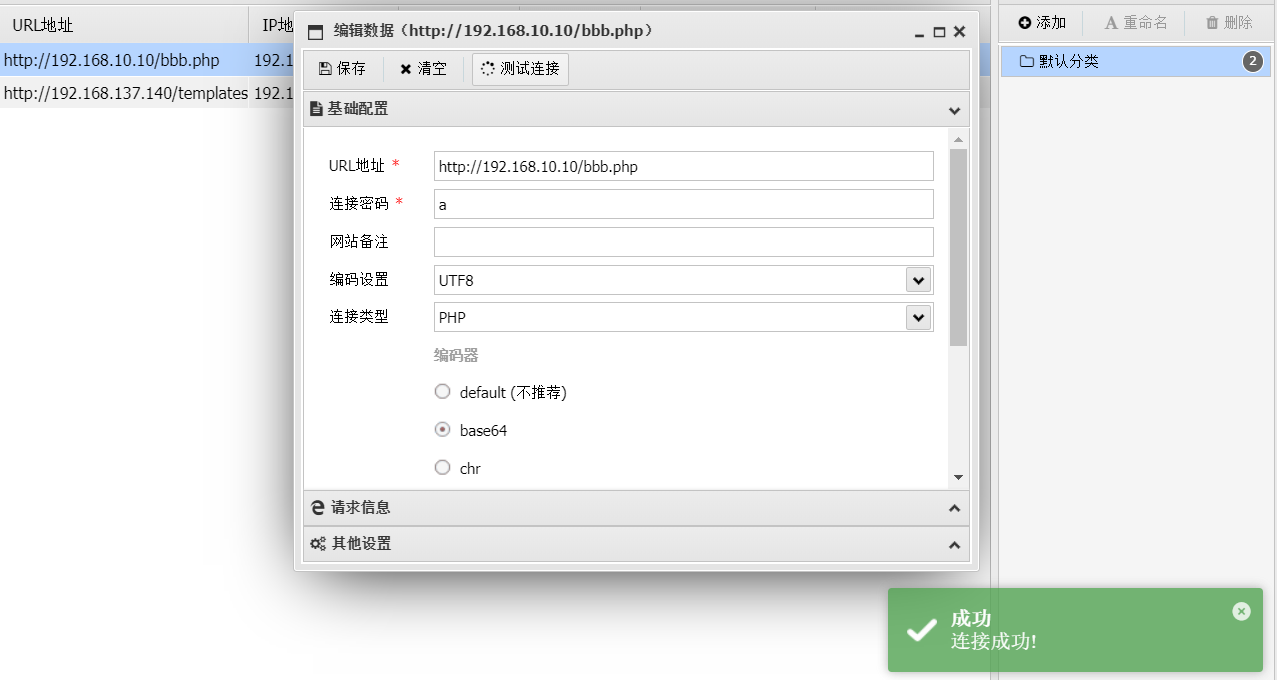 URL地址
IP地
http://192.168.10.10/bbb.php
192.1
http://192.168.137.140/templates
192.1
编辑数据（http://192.168.10.10/bbb.php）
保存
清空
测试连接
基础配置
URL地址 *
http://192.168.10.10/bbb.php
连接密码 *
a
网站备注
编码设置
UTF8
连接类型
PHP
编码器
default (不推荐)
base64
chr
请求信息
其他设置
添加
A 重命名
删除
默认分类
2
成功
连接成功!